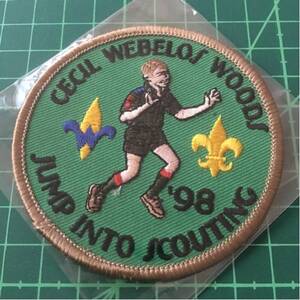 CECIL WEBELOS WOODS
W
'98
JUMP INTO SCOUTING